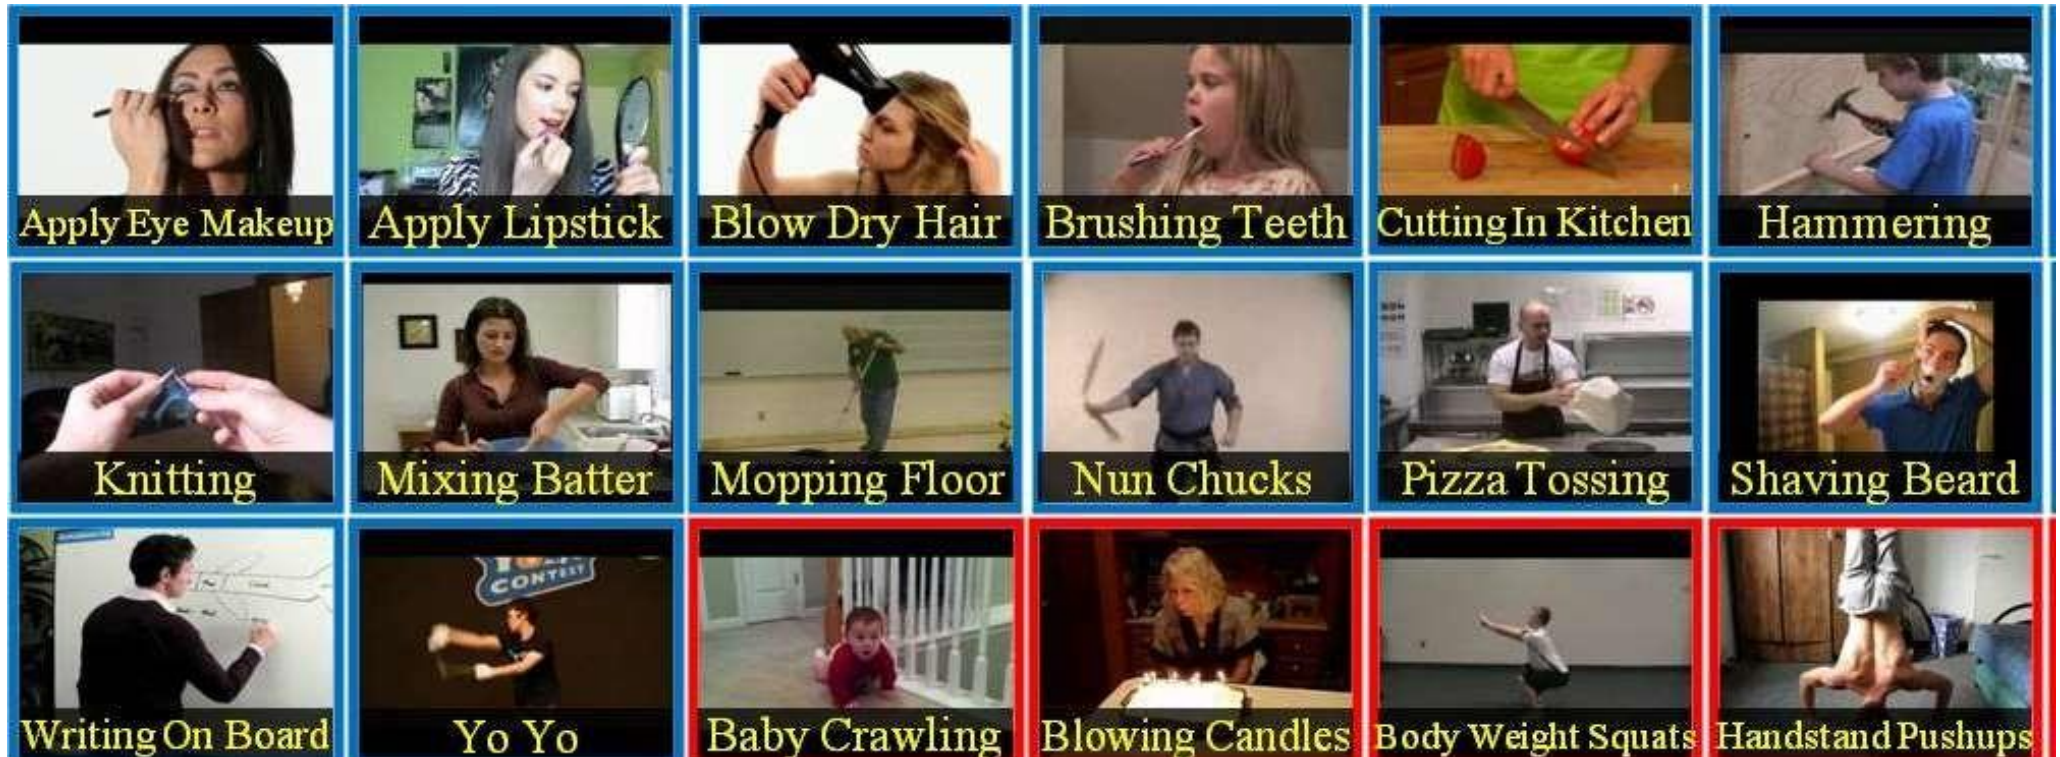 Apply Eye Makeup
Apply Lipstick
Blow Dry Hair
Brushing Teeth
Cutting In Kitchen
Hammering
Knitting
Mixing Batter
Mopping Floor
Nun Chucks
Pizza Tossing
Shaving Beard
CONTEST
Writing On Board
Yo Yo
Baby Crawling
Blowing Candles
Body Weight Squats
Handstand Pushups